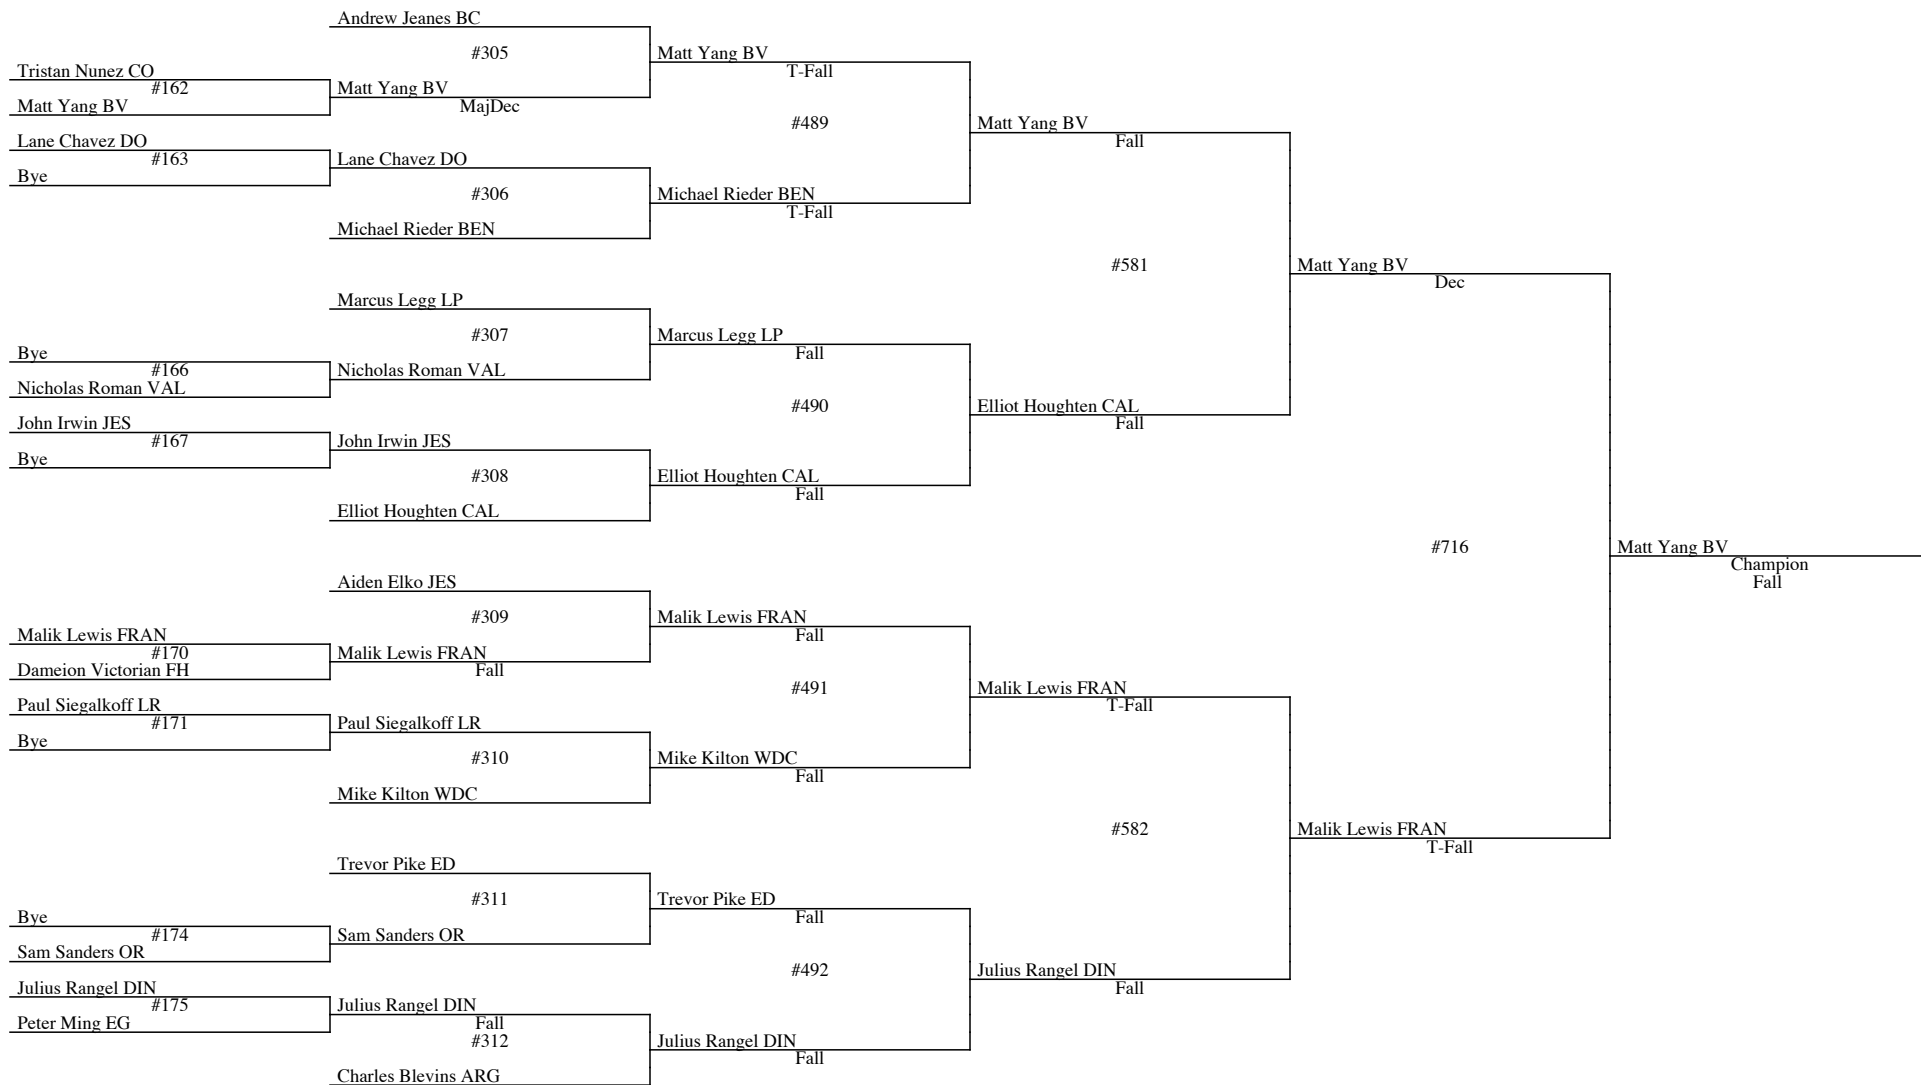 Andrew Jeanes BC
#305
Matt Yang BV
T-Fall
Tristan Nunez CO
#162
Matt Yang BV
Matt Yang BV
MajDec
#489
Matt Yang BV
Fall
Lane Chavez DO
#163
Bye
Lane Chavez DO
#306
Michael Rieder BEN
T-Fall
Michael Rieder BEN
#581
Matt Yang BV
Dec
Marcus Legg LP
#307
Marcus Legg LP
Fall
Bye
#166
Nicholas Roman VAL
Nicholas Roman VAL
#490
Elliot Houghten CAL
Fall
John Irwin JES
#167
Bye
John Irwin JES
#308
Elliot Houghten CAL
Fall
Elliot Houghten CAL
#716
Matt Yang BV
Champion
Fall
Aiden Elko JES
#309
Malik Lewis FRAN
Fall
Malik Lewis FRAN
#170
Dameion Victorian FH
Malik Lewis FRAN
Fall
#491
Malik Lewis FRAN
T-Fall
Paul Siegalkoff LR
#171
Bye
Paul Siegalkoff LR
#310
Mike Kilton WDC
Fall
Mike Kilton WDC
#582
Malik Lewis FRAN
T-Fall
Trevor Pike ED
#311
Trevor Pike ED
Fall
Bye
#174
Sam Sanders OR
Sam Sanders OR
#492
Julius Rangel DIN
Fall
Julius Rangel DIN
#175
Peter Ming EG
Julius Rangel DIN
Fall
#312
Julius Rangel DIN
Fall
Charles Blevins ARG